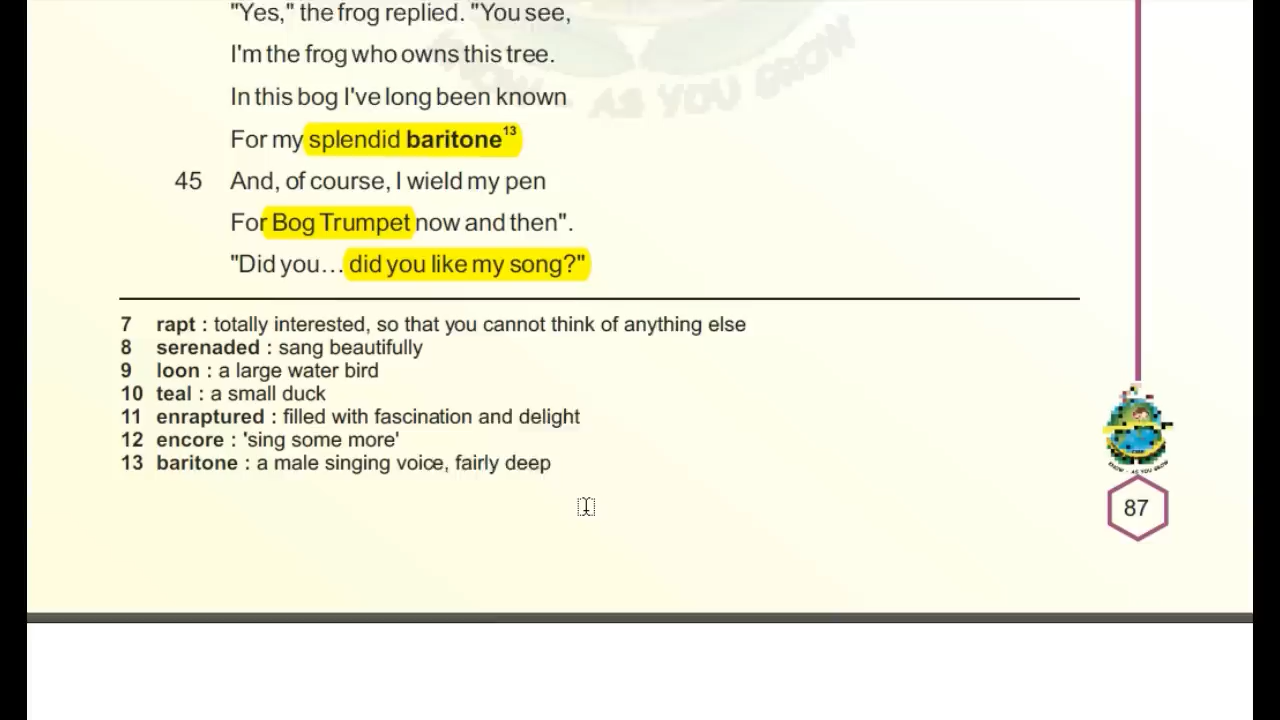 "Yes," the frog replied. "You see,
I'm the frog who owns this tree.
In this bog I've long been known
For my splendid baritone13
45 And, of course, I wield my pen
For Bog Trumpet now and then".
"Did you… did you like my song?"
7 rapt : totally interested, so that you cannot think of anything else
8 serenaded : sang beautifully
9 loon : a large water bird
10 teal : a small duck
11 enraptured : filled with fascination and delight
12 encore : 'sing some more'
13 baritone : a male singing voice, fairly deep
87
AS YOU GROW